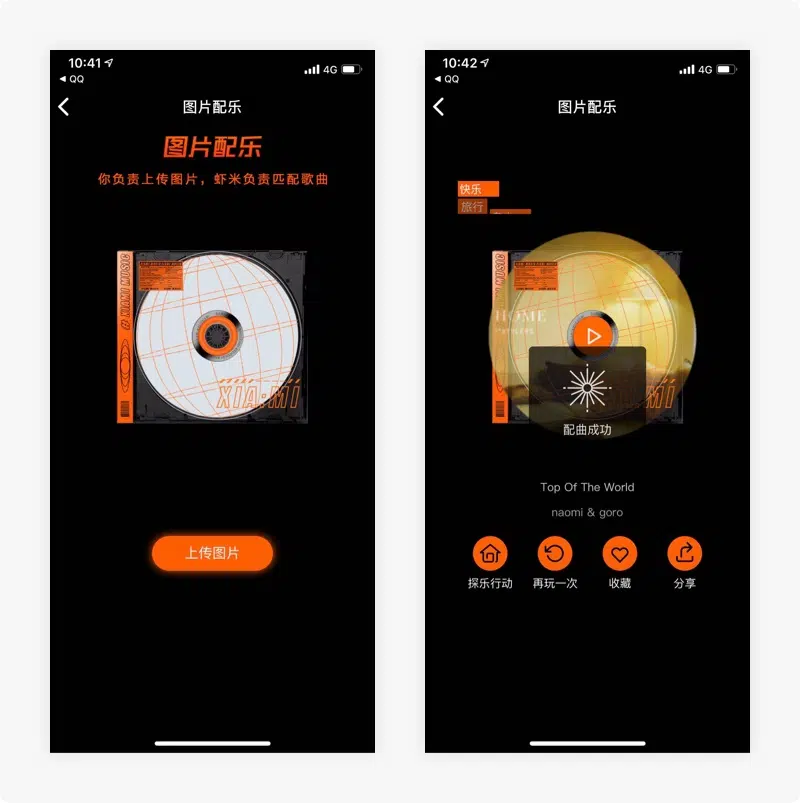 10:41
4G
QQ
图片配乐
图片配乐
你负责上传图片，虾米负责匹配歌曲
XIAMI MUSIC
XIA:MI
上传图片
10:42
4G
QQ
图片配乐
快乐
旅行
HOME
MI
配曲成功
Top Of The World
naomi & goro
探乐行动
再玩一次
收藏
分享